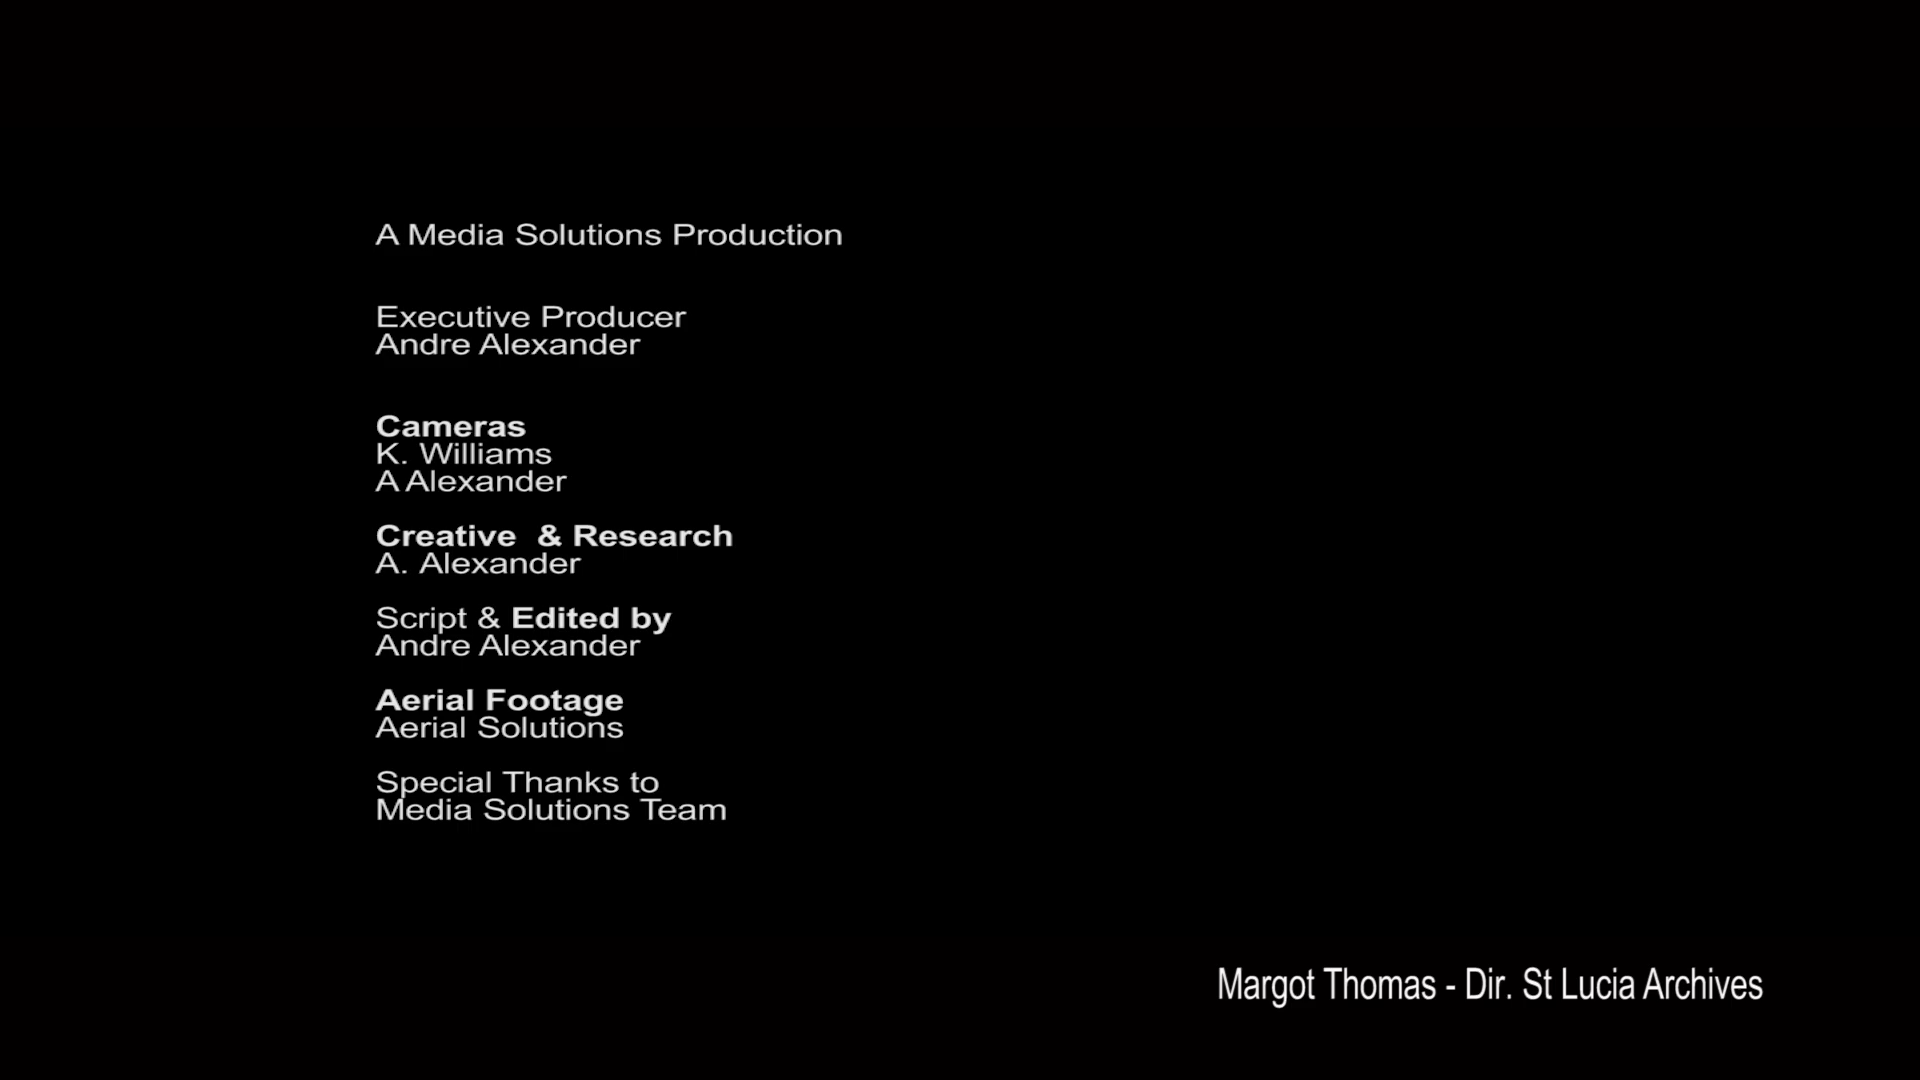 A Media Solutions Production
Executive Producer
Andre Alexander
Cameras
K. Williams
A Alexander
Creative  & Research
A. Alexander
Script & Edited by
Andre Alexander
Aerial Footage
Aerial Solutions
Special Thanks to
Media Solutions Team
Margot Thomas - Dir. St Lucia Archives